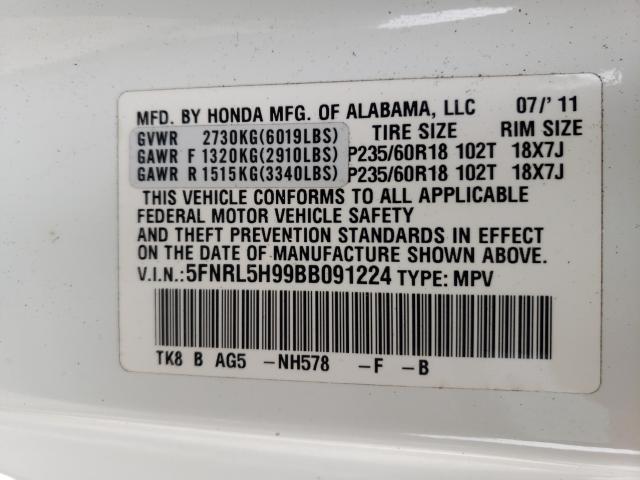 MFD. BY HONDA MFG. OF ALABAMA, LLC 07/'11
GVWR 2730KG(6019LBS) TIRE SIZE RIM SIZE
GAWR F 1320KG(2910LBS) P235/60R18 102T 18X7J
GAWR R 1515KG(3340LBS) P235/60R18 102T 18X7J
THIS VEHICLE CONFORMS TO ALL APPLICABLE
FEDERAL MOTOR VEHICLE SAFETY
AND THEFT PREVENTION STANDARDS IN EFFECT
ON THE DATE OF MANUFACTURE SHOWN ABOVE.
V.I.N.:5FNRL5H99BB091224 TYPE: MPV
TK8 B AG5 -NH578 -F -B